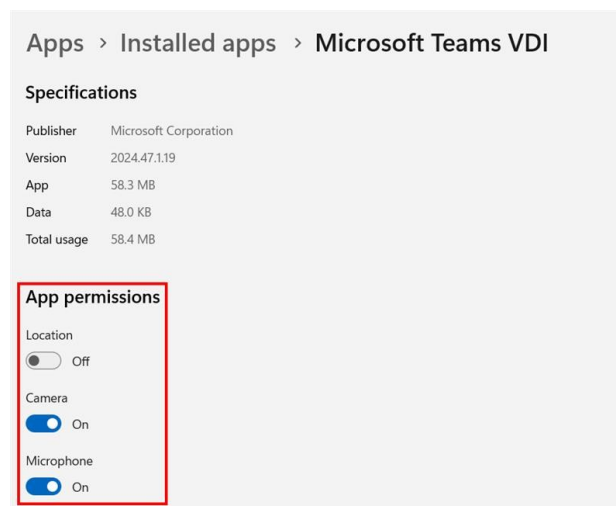 Apps > Installed apps > Microsoft Teams VDI
Specifications
Publisher Microsoft Corporation
Version 2024.47.1.19
App 58.3 MB
Data 48.0 KB
Total usage 58.4 MB
App permissions
Location
Off
Camera
On
Microphone
On